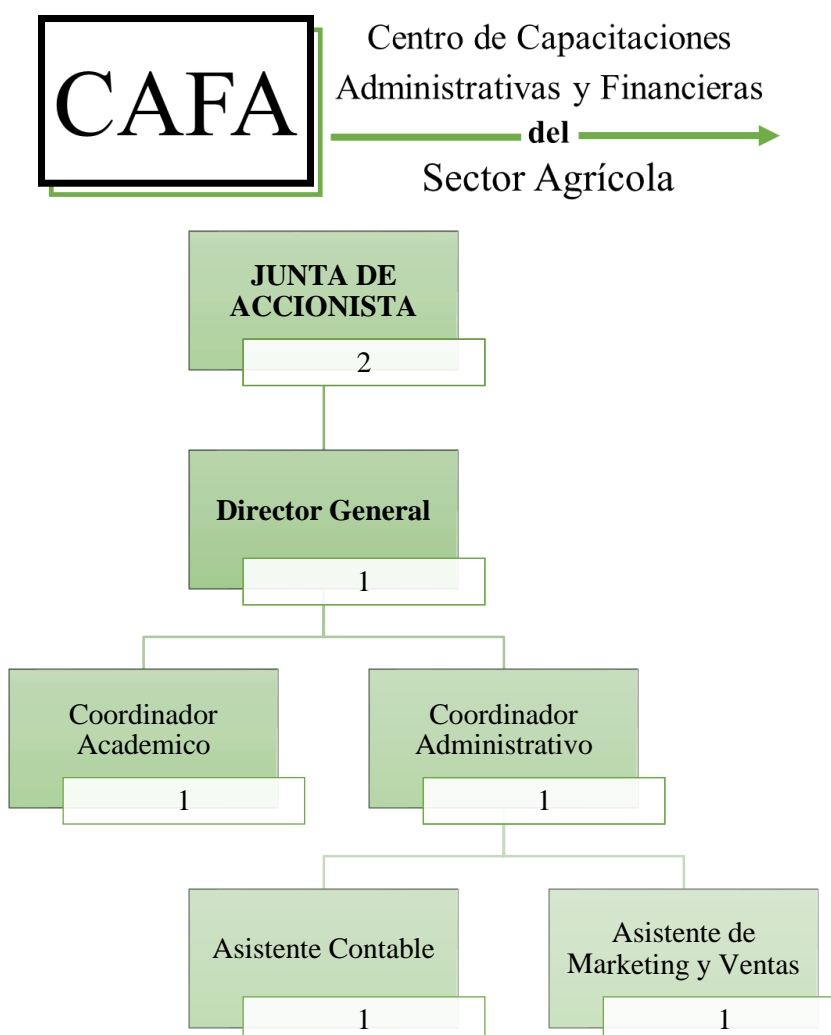 CAFA
Centro de Capacitaciones
Administrativas y Financieras
del
Sector Agrícola
JUNTA DE
ACCIONISTA
2
Director General
1
Coordinador
Academico
1
Coordinador
Administrativo
1
Asistente Contable
1
Asistente de
Marketing y Ventas
1